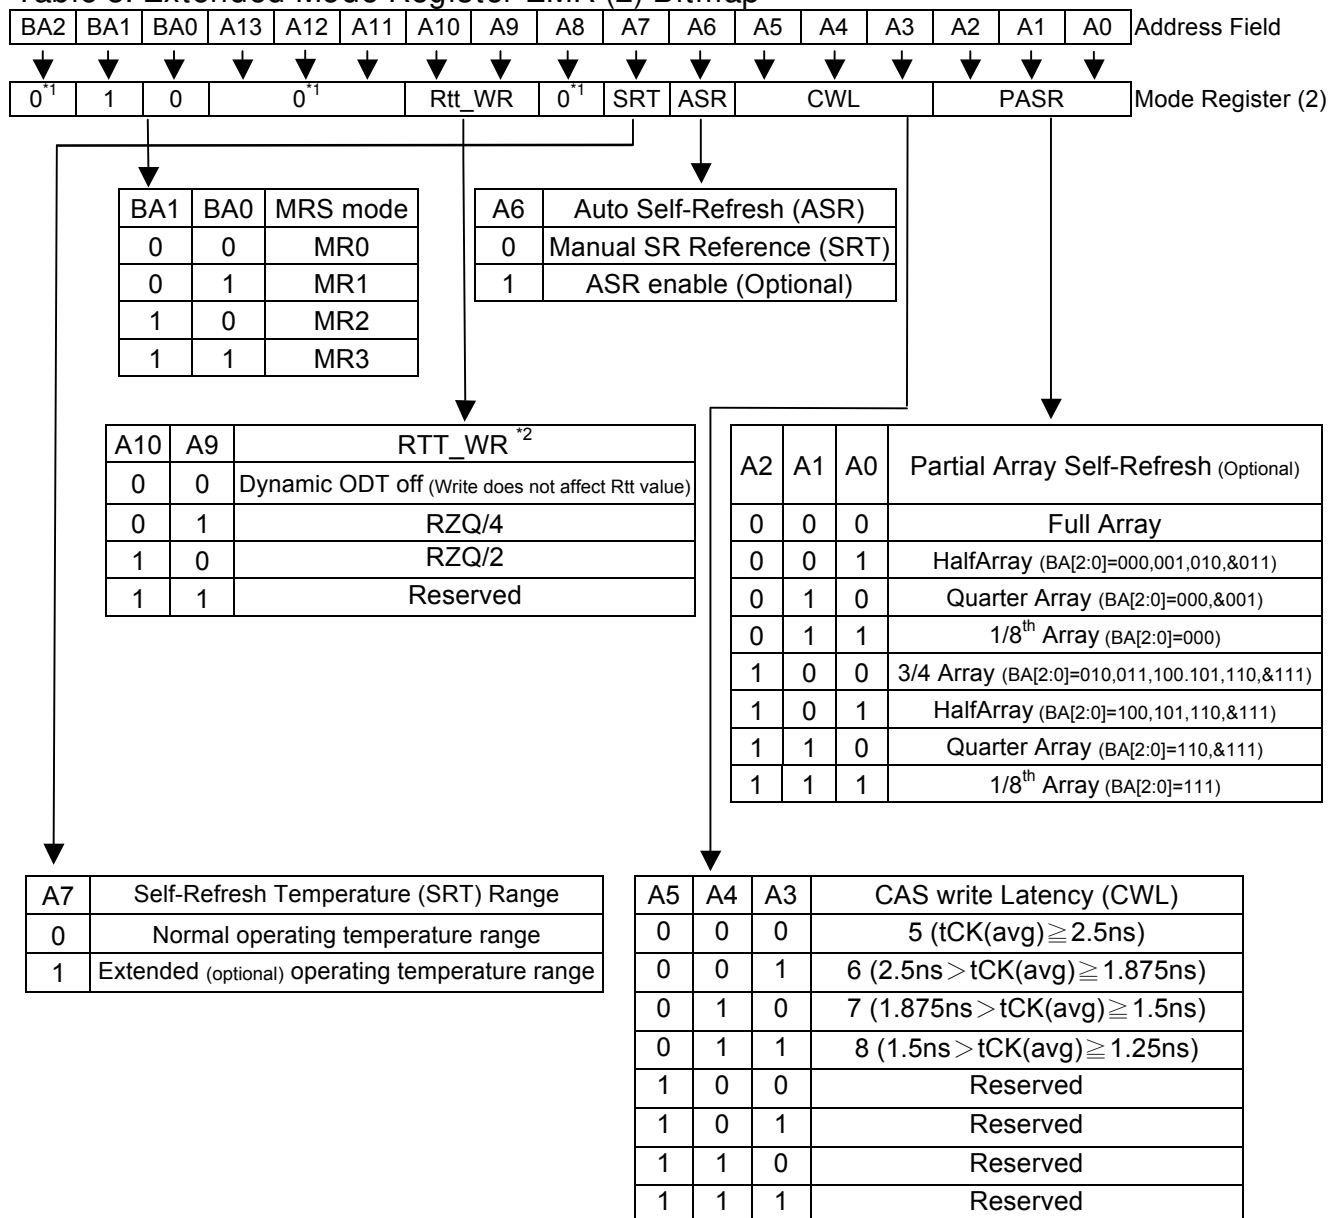 Table 8. Extended Mode Register EMR (2) Bitmap
BA2 BA1 BA0 A13 A12 A11 A10 A9 A8 A7 A6 A5 A4 A3 A2 A1 A0 Address Field
0*1 1 0 0*1 Rtt_WR 0*1 SRT ASR CWL PASR Mode Register (2)
BA1 BA0 MRS mode
0 0 MR0
0 1 MR1
1 0 MR2
1 1 MR3
A6 Auto Self-Refresh (ASR)
0 Manual SR Reference (SRT)
1 ASR enable (Optional)
A10 A9 RTT_WR *2
0 0 Dynamic ODT off (Write does not affect Rtt value)
0 1 RZQ/4
1 0 RZQ/2
1 1 Reserved
A2 A1 A0 Partial Array Self-Refresh (Optional)
0 0 0 Full Array
0 0 1 HalfArray (BA[2:0]=000,001,010,&011)
0 1 0 Quarter Array (BA[2:0]=000,&001)
0 1 1 1/8th Array (BA[2:0]=000)
1 0 0 3/4 Array (BA[2:0]=010,011,100.101,110,&111)
1 0 1 HalfArray (BA[2:0]=100,101,110,&111)
1 1 0 Quarter Array (BA[2:0]=110,&111)
1 1 1 1/8th Array (BA[2:0]=111)
A7 Self-Refresh Temperature (SRT) Range
0 Normal operating temperature range
1 Extended (optional) operating temperature range
A5 A4 A3 CAS write Latency (CWL)
0 0 0 5 (tCK(avg)≧2.5ns)
0 0 1 6 (2.5ns＞tCK(avg)≧1.875ns)
0 1 0 7 (1.875ns＞tCK(avg)≧1.5ns)
0 1 1 8 (1.5ns＞tCK(avg)≧1.25ns)
1 0 0 Reserved
1 0 1 Reserved
1 1 0 Reserved
1 1 1 Reserved